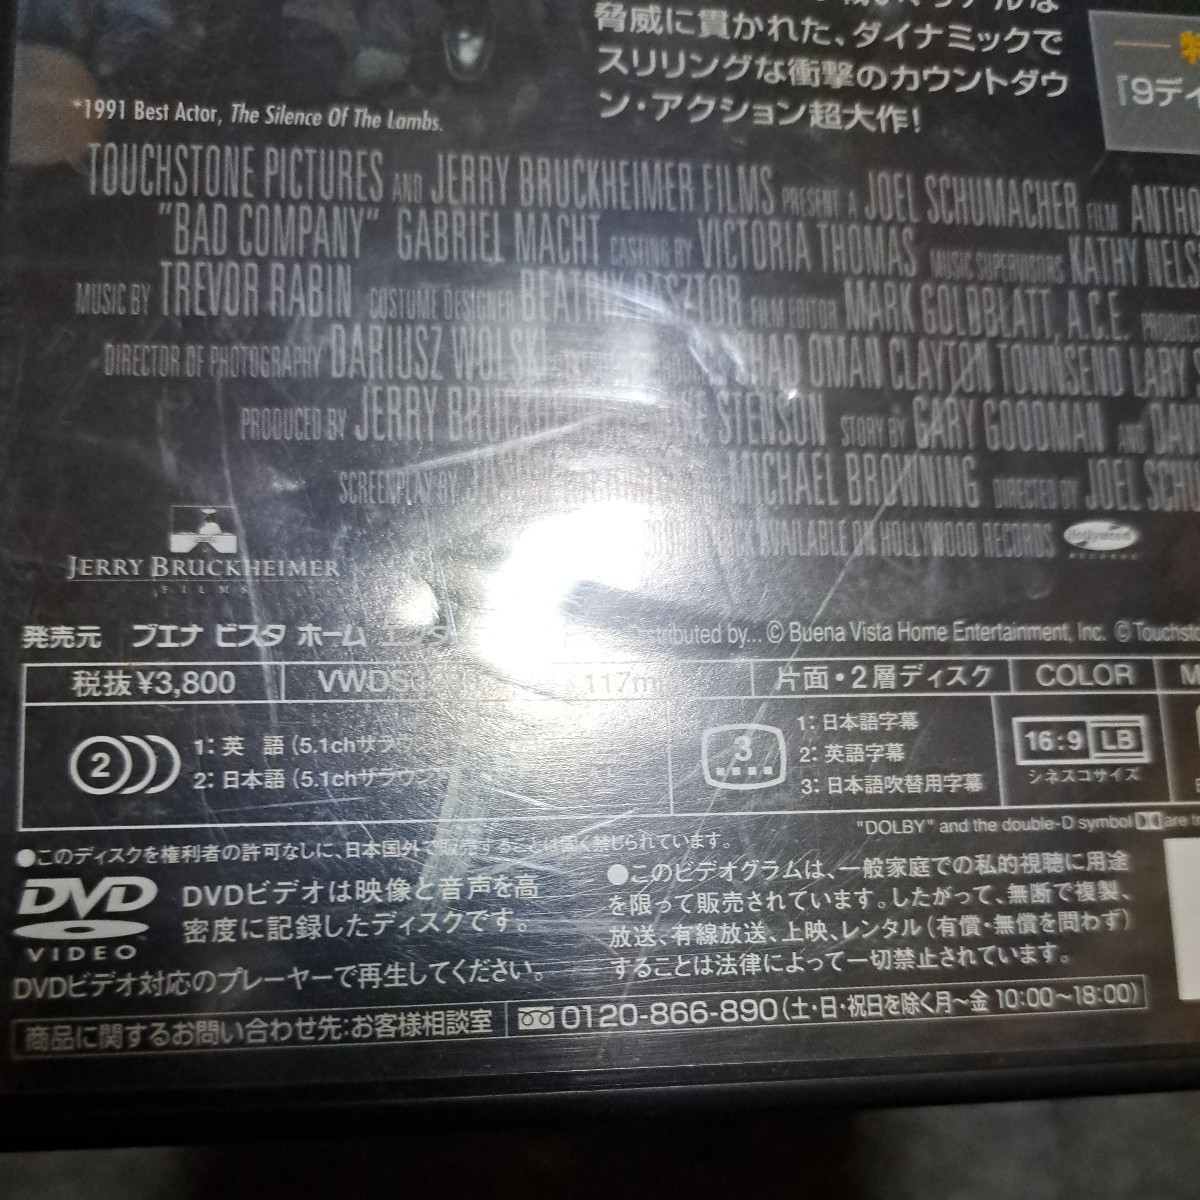 脅威に貫かれた、ダイナミックで
スリリングな衝撃のカウントダウ
ン・アクション超大作!
『9デイ
*1991 Best Actor, The Silence Of The Lambs.
TOUCHSTONE PICTURES AND JERRY BRUCKHEIMER FILMS PRESENT A JOEL SCHUMACHER FILM
"BAD COMPANY" GABRIEL MACHT CASTING BY VICTORIA THOMAS MUSIC SUPERVISORS KATHY
MUSIC BY TREVOR RABIN COSTUME DESIGNER FILM EDITOR MARK GOLDBLATT, A.C.E.
DIRECTOR OF PHOTOGRAPHY DARIUSZ WOLSKI CHAD OMAN CLAYTON TOWNSEND LARY
PRODUCED BY JERRY STENSON STORY BY GARY GOODMAN AND
SCREENPLAY BY MICHAEL BROWNING DIRECTED BY JOEL
AVAILABLE ON HOLLYWOOD RECORDS
Hollywood
RECORDS
JERRY BRUCKHEIMER
FILMS
発売元 ブエナ ビスタ ホーム distributed by... © Buena Vista Home Entertainment, Inc. ©
税抜¥3,800 VWDS 117m 片面・2層ディスク COLOR
2 1: 英 語 (5.1chサラウン
2: 日本語 (5.1chサラウン
3 1: 日本語字幕
2: 英語字幕
3: 日本語吹替用字幕
16:9 LB
シネスコサイズ
"DOLBY" and the double-D symbol are
●このディスクを権利者の許可なしに、日本国外で販売することは固く禁じられています。
DVD
VIDEO
DVDビデオは映像と音声を高
密度に記録したディスクです。
DVDビデオ対応のプレーヤーで再生してください。
●このビデオグラムは、一般家庭での私的視聴に用途
を限って販売されています。したがって、無断で複製、
放送、有線放送、上映、レンタル(有償・無償を問わず)
することは法律によって一切禁止されています。
商品に関するお問い合わせ先:お客様相談室 0120-866-890(土・日・祝日を除く月〜金 10:00〜18:00)